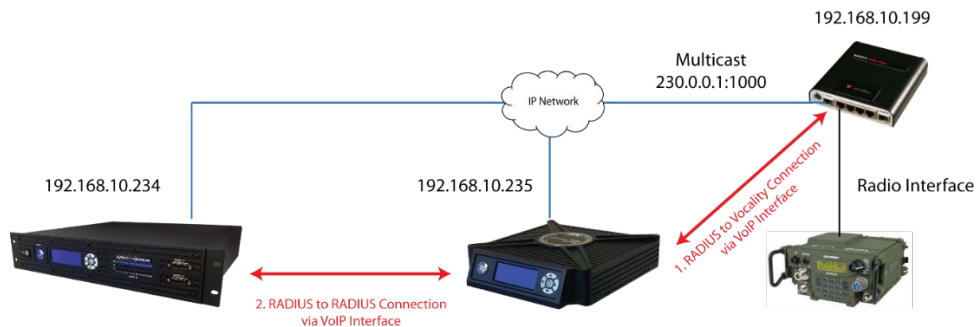 192.168.10.199
Multicast
230.0.0.1:1000
IP Network
192.168.10.234
192.168.10.235
1. RADIUS to Vocality Connection
via VoIP Interface
Radio Interface
2. RADIUS to RADIUS Connection
via VoIP Interface